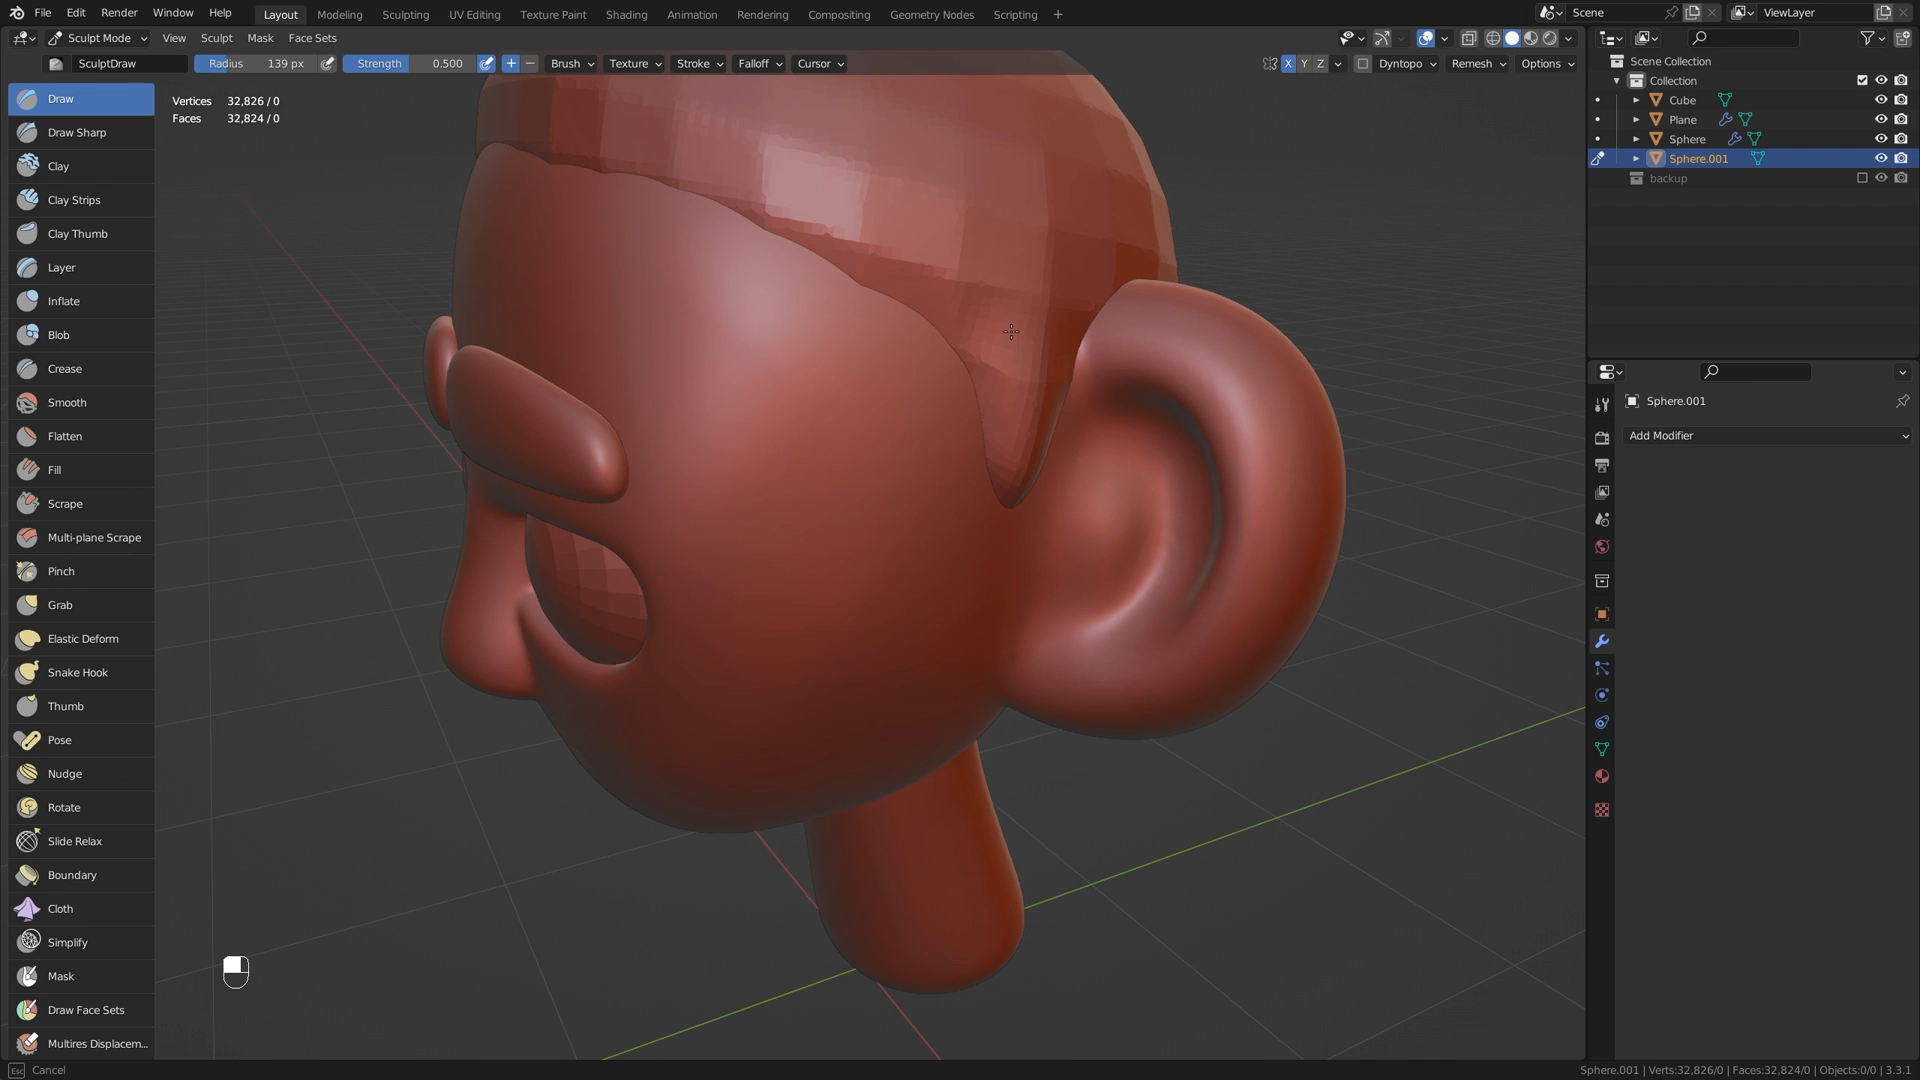 File Edit Render Window Help Layout Modeling Sculpting UV Editing Texture Paint Shading Animation Rendering Compositing Geometry Nodes Scripting + Scene ViewLayer
Sculpt Mode View Sculpt Mask Face Sets
SculptDraw Radius 139 px Strength 0.500 + − Brush Texture Stroke Falloff Cursor X Y Z Dyntopo Remesh Options
Vertices 32,826 / 0
Faces 32,824 / 0
Draw
Draw Sharp
Clay
Clay Strips
Clay Thumb
Layer
Inflate
Blob
Crease
Smooth
Flatten
Fill
Scrape
Multi-plane Scrape
Pinch
Grab
Elastic Deform
Snake Hook
Thumb
Pose
Nudge
Rotate
Slide Relax
Boundary
Cloth
Simplify
Mask
Draw Face Sets
Multires Displacem...
Scene Collection
Collection
Cube
Plane
Sphere
Sphere.001
backup
Sphere.001
Add Modifier
Esc Cancel
Sphere.001 | Verts:32,826/0 | Faces:32,824/0 | Objects:0/0 | 3.3.1